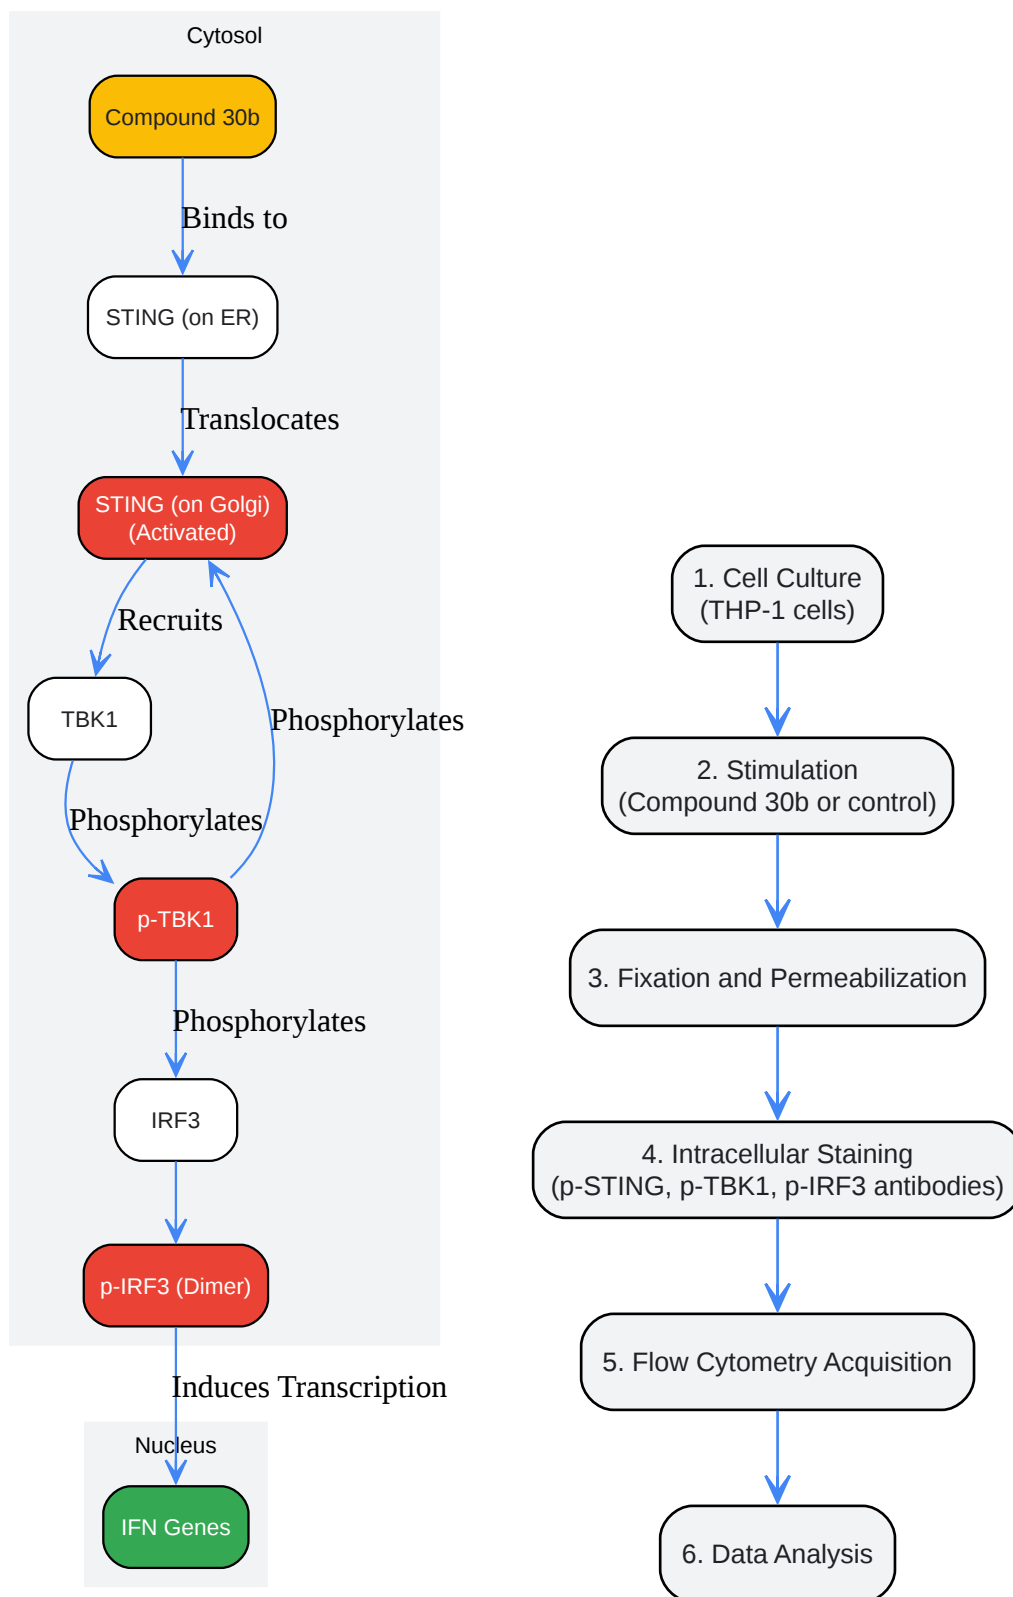 Cytosol
Compound 30b
Binds to
STING (on ER)
Translocates
STING (on Golgi)
(Activated)
Recruits
TBK1
Phosphorylates
Phosphorylates
p-TBK1
Phosphorylates
IRF3
p-IRF3 (Dimer)
Induces Transcription
Nucleus
IFN Genes
1. Cell Culture
(THP-1 cells)
2. Stimulation
(Compound 30b or control)
3. Fixation and Permeabilization
4. Intracellular Staining
(p-STING, p-TBK1, p-IRF3 antibodies)
5. Flow Cytometry Acquisition
6. Data Analysis